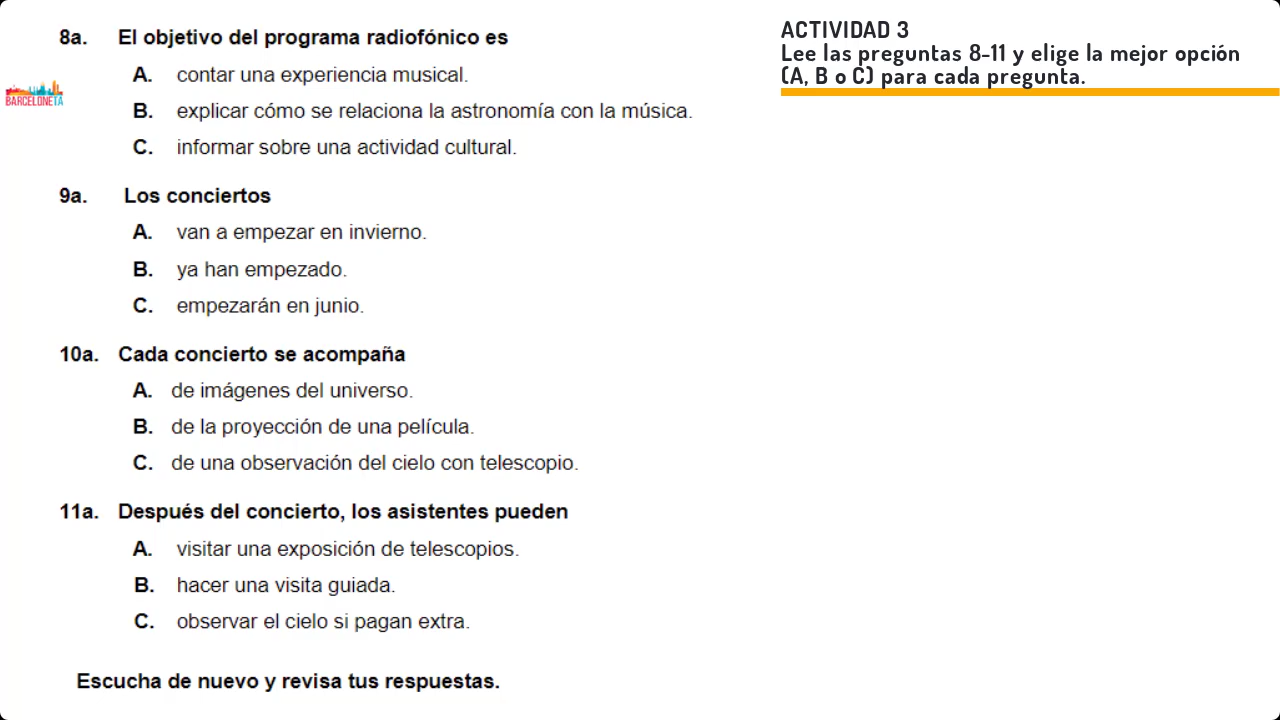 8a. El objetivo del programa radiofónico es
A. contar una experiencia musical.
B. explicar cómo se relaciona la astronomía con la música.
C. informar sobre una actividad cultural.
9a. Los conciertos
A. van a empezar en invierno.
B. ya han empezado.
C. empezarán en junio.
10a. Cada concierto se acompaña
A. de imágenes del universo.
B. de la proyección de una película.
C. de una observación del cielo con telescopio.
11a. Después del concierto, los asistentes pueden
A. visitar una exposición de telescopios.
B. hacer una visita guiada.
C. observar el cielo si pagan extra.
Escucha de nuevo y revisa tus respuestas.
ACTIVIDAD 3
Lee las preguntas 8-11 y elige la mejor opción
(A, B o C) para cada pregunta.
BARCELONETA